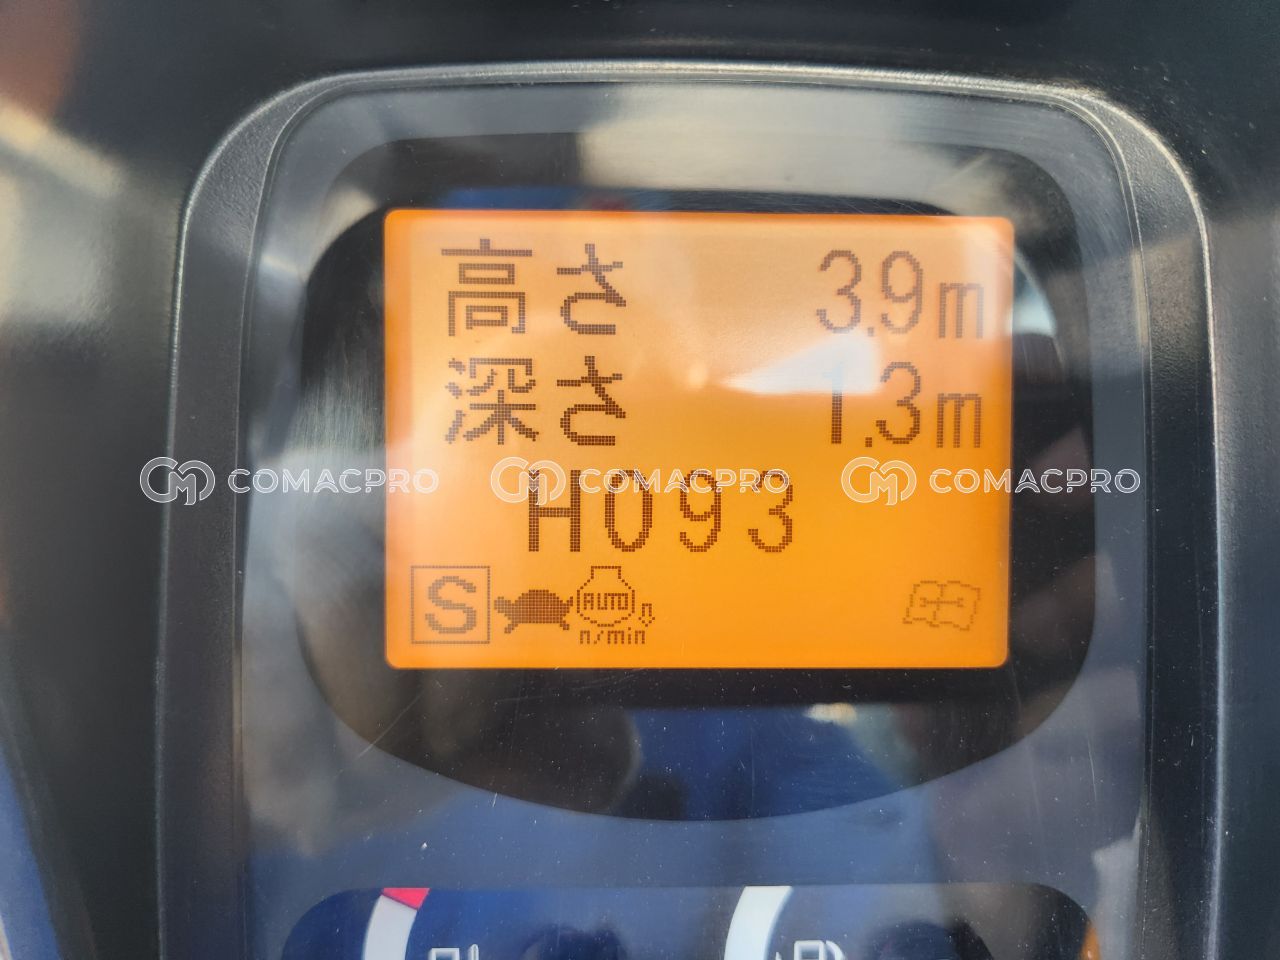 高さ 3.9m
深さ 1.3m
COMACPRO COMACPRO COMACPRO
H093
S AUTO
n/min